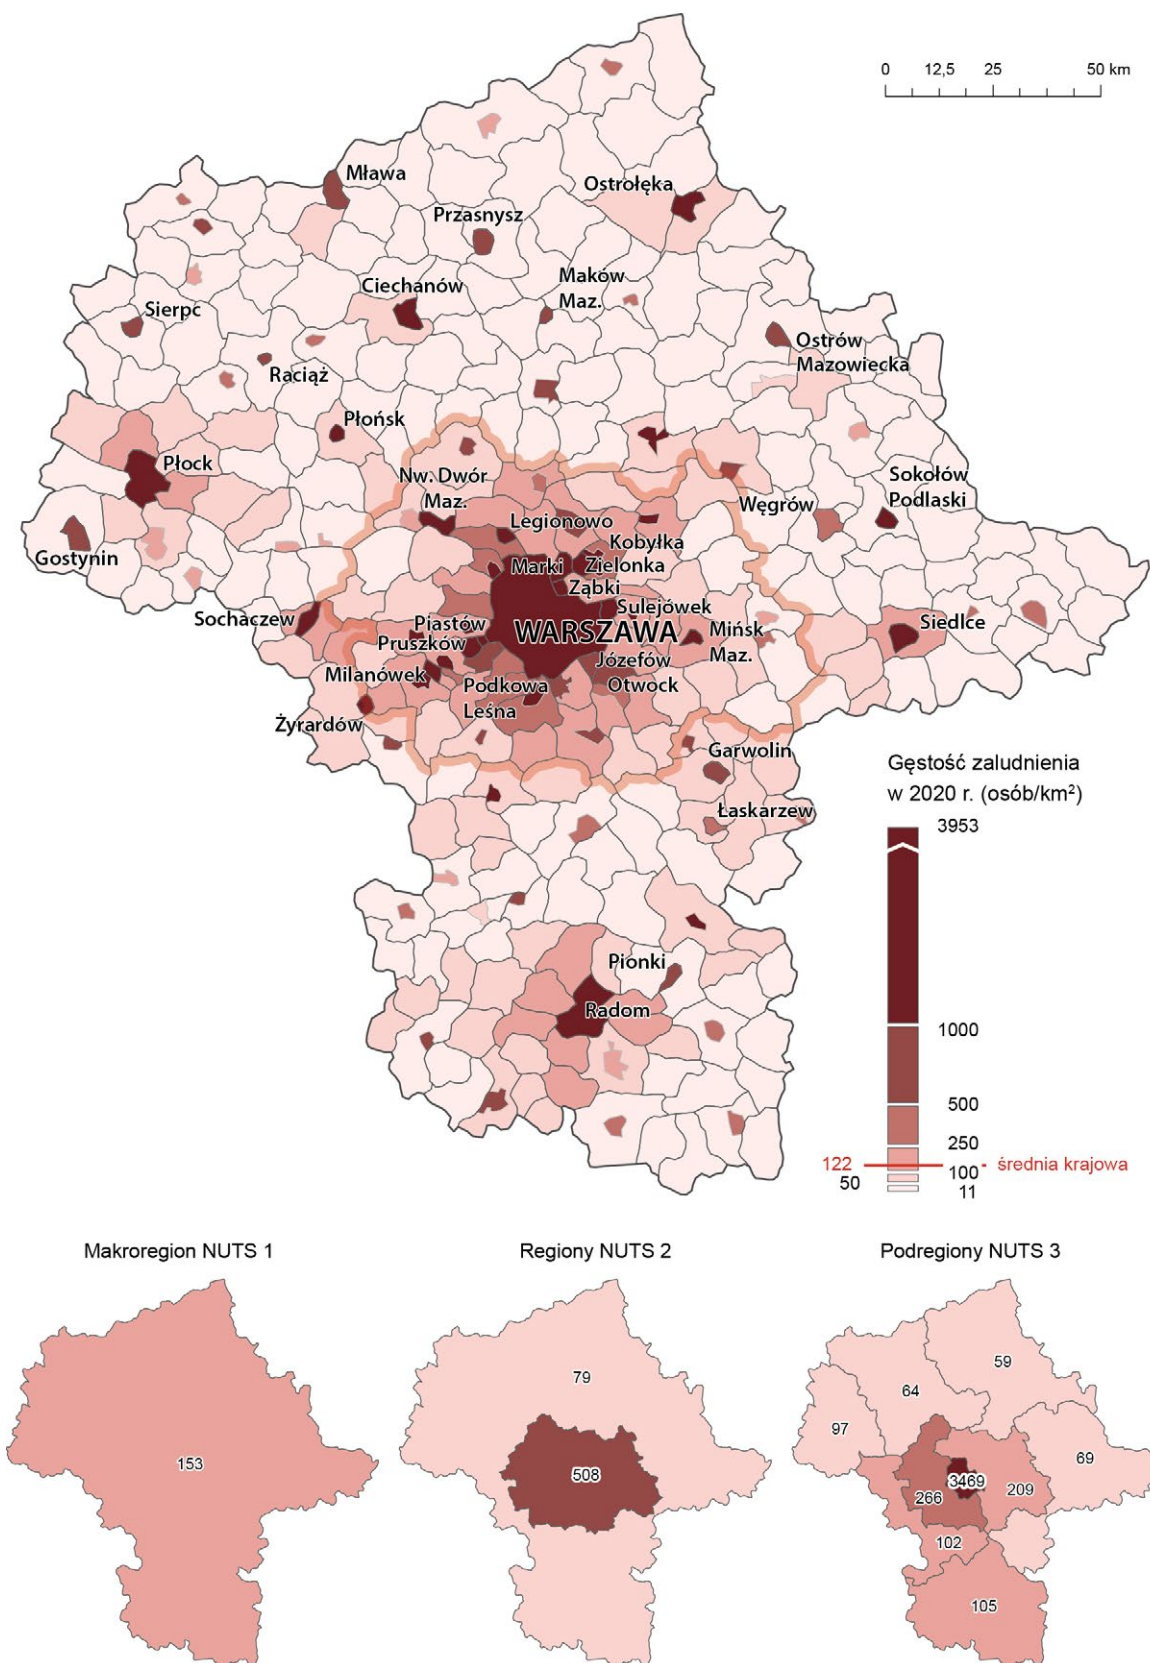 0 12,5 25 50 km
Mława
Ostrołęka
Przasnysz
Ciechanów
Maków
Maz.
Sierpc
Ostrów
Mazowiecka
Raciąż
Płońsk
Płock
Nw. Dwór
Maz.
Sokołów
Podlaski
Węgrów
Legionowo
Kobyłka
Gostynin
Marki
Zielonka
Ząbki
Sochaczew
Sulejówek
Piastów
WARSZAWA
Mińsk
Maz.
Siedlce
Pruszków
Józefów
Milanówek
Otwock
Podkowa
Leśna
Żyrardów
Garwolin
Łaskarzew
Pionki
Radom
Gęstość zaludnienia
w 2020 r. (osób/km²)
3953
1000
500
250
122
średnia krajowa
100
50
11
Makroregion NUTS 1
153
Regiony NUTS 2
79
508
Podregiony NUTS 3
59
64
97
69
3469
266
209
102
105